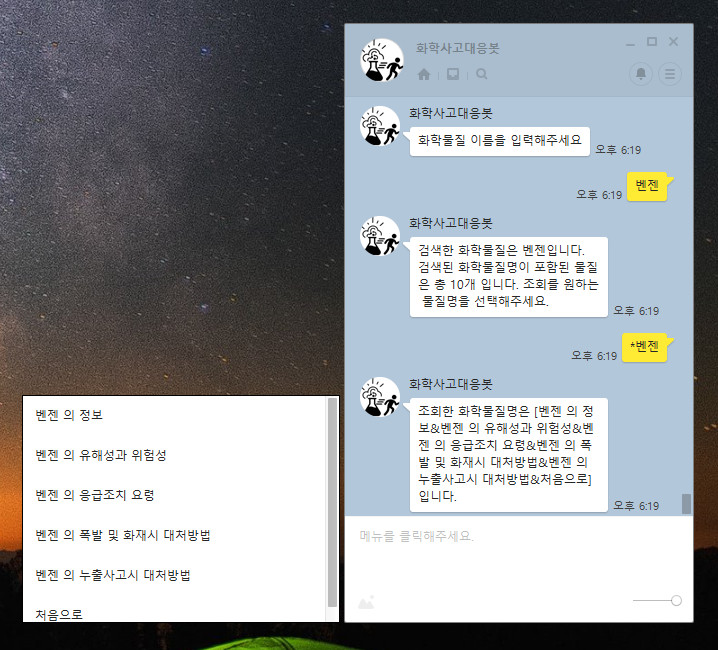 화학사고대응봇
화학사고대응봇
화학물질 이름을 입력해주세요
오후 6:19
벤젠
오후 6:19
화학사고대응봇
검색한 화학물질은 벤젠입니다.
검색된 화학물질명이 포함된 물질
은 총 10개 입니다. 조회를 원하는
물질명을 선택해주세요.
오후 6:19
*벤젠
오후 6:19
화학사고대응봇
조회한 화학물질명은 [벤젠 의 정
보&벤젠 의 유해성과 위험성&벤
젠 의 응급조치 요령&벤젠 의 폭
발 및 화재시 대처방법&벤젠 의
누출사고시 대처방법&처음으로]
입니다.
오후 6:19
메뉴를 클릭해주세요.
벤젠 의 정보
벤젠 의 유해성과 위험성
벤젠 의 응급조치 요령
벤젠 의 폭발 및 화재시 대처방법
벤젠 의 누출사고시 대처방법
처음으로